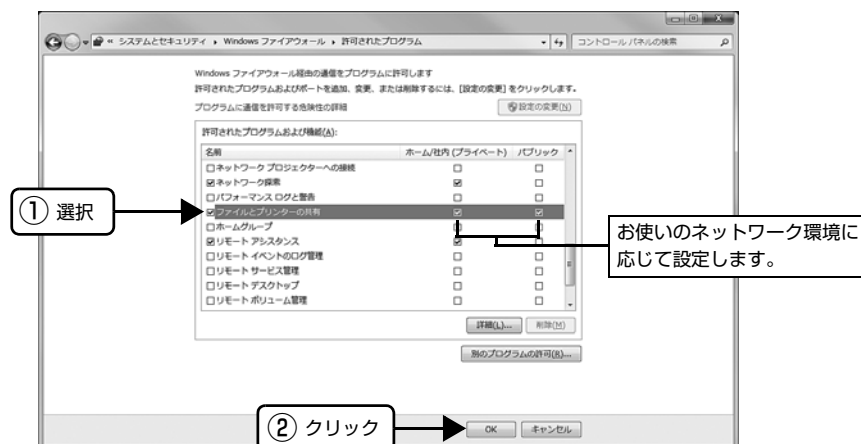 システムとセキュリティ ▸ Windows ファイアウォール ▸ 許可されたプログラム
コントロール パネルの検索
Windows ファイアウォール経由の通信をプログラムに許可します
許可されたプログラムおよびポートを追加、変更、または削除するには、[設定の変更] をクリックします。
プログラムに通信を許可する危険性の詳細
設定の変更(N)
許可されたプログラムおよび機能(A):
名前 ホーム/社内 (プライベート) パブリック
ネットワーク プロジェクターへの接続
ネットワーク探索
パフォーマンス ログと警告
① 選択
ファイルとプリンターの共有
ホームグループ
リモート アシスタンス
リモート イベントのログ管理
リモート サービス管理
リモート デスクトップ
リモート ボリューム管理
お使いのネットワーク環境に
応じて設定します。
詳細(L)... 削除(M)
別のプログラムの許可(R)...
② クリック
OK キャンセル